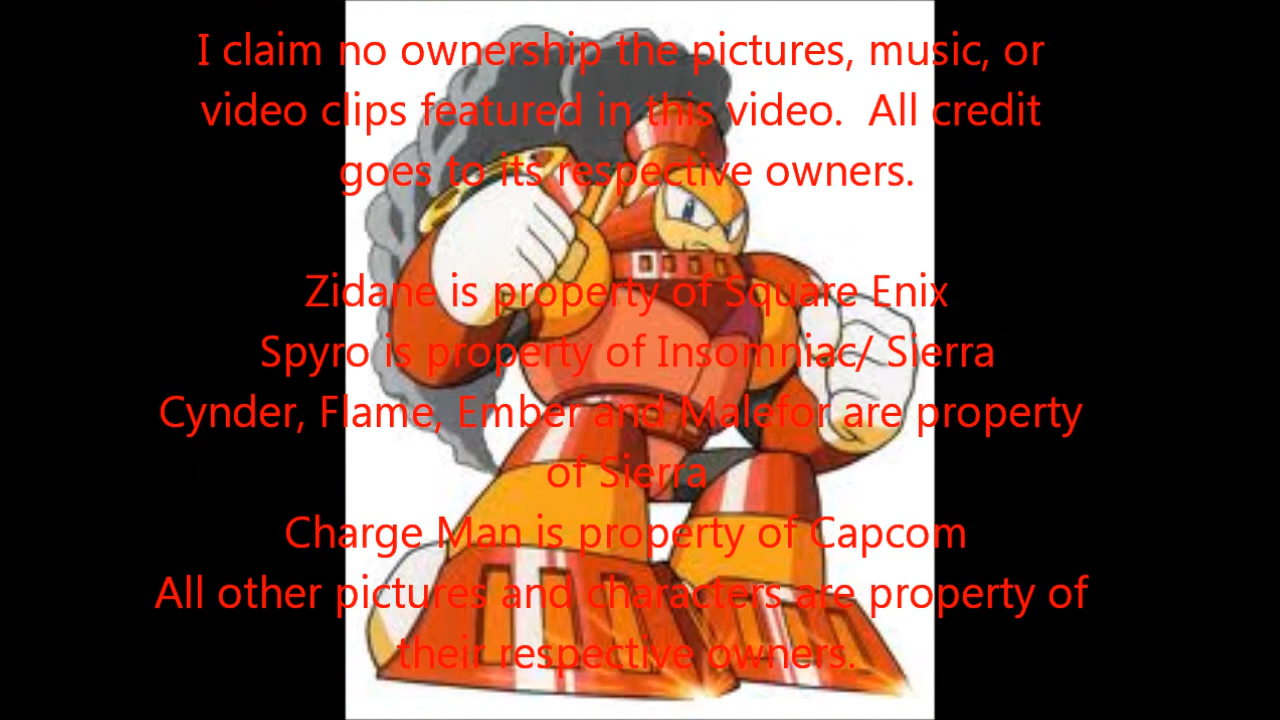 I claim no ownership the pictures, music, or
video clips featured in this video.  All credit
goes to its respective owners.
Zidane is property of Square Enix
Spyro is property of Insomniac/ Sierra
Cynder, Flame, Ember and Malefor are property
of Sierra
Charge Man is property of Capcom
All other pictures and characters are property of
their respective owners.